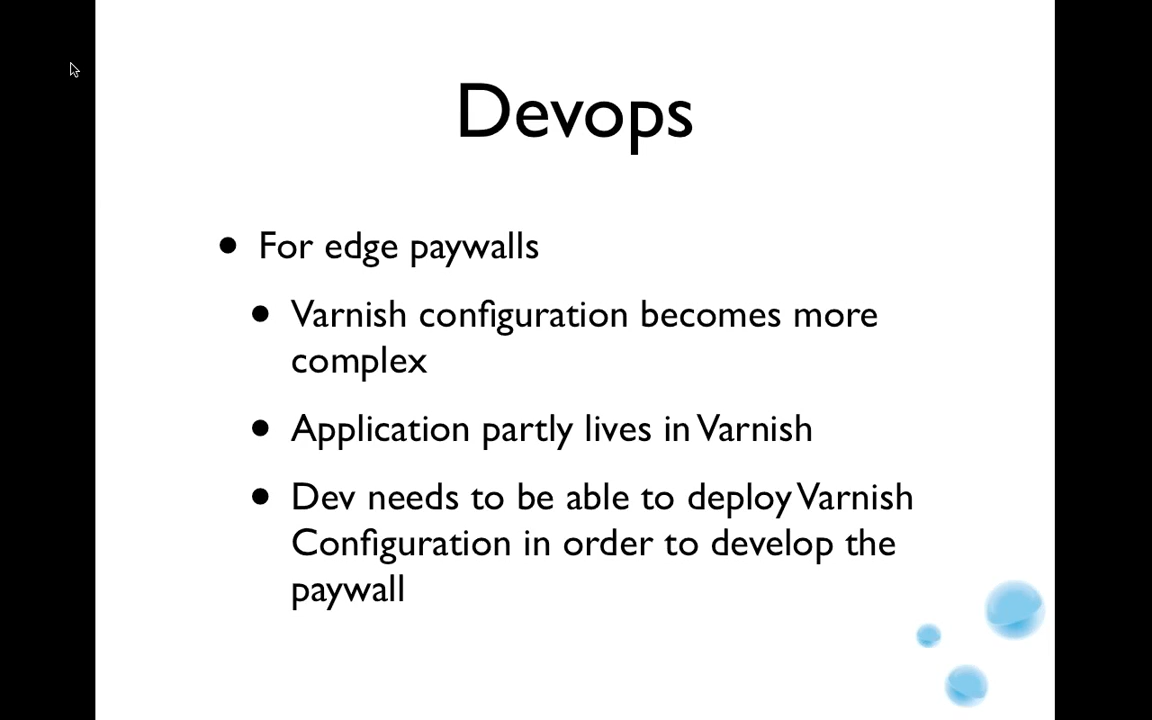 Devops
• For edge paywalls
• Varnish configuration becomes more
complex
• Application partly lives in Varnish
• Dev needs to be able to deploy Varnish
Configuration in order to develop the
paywall